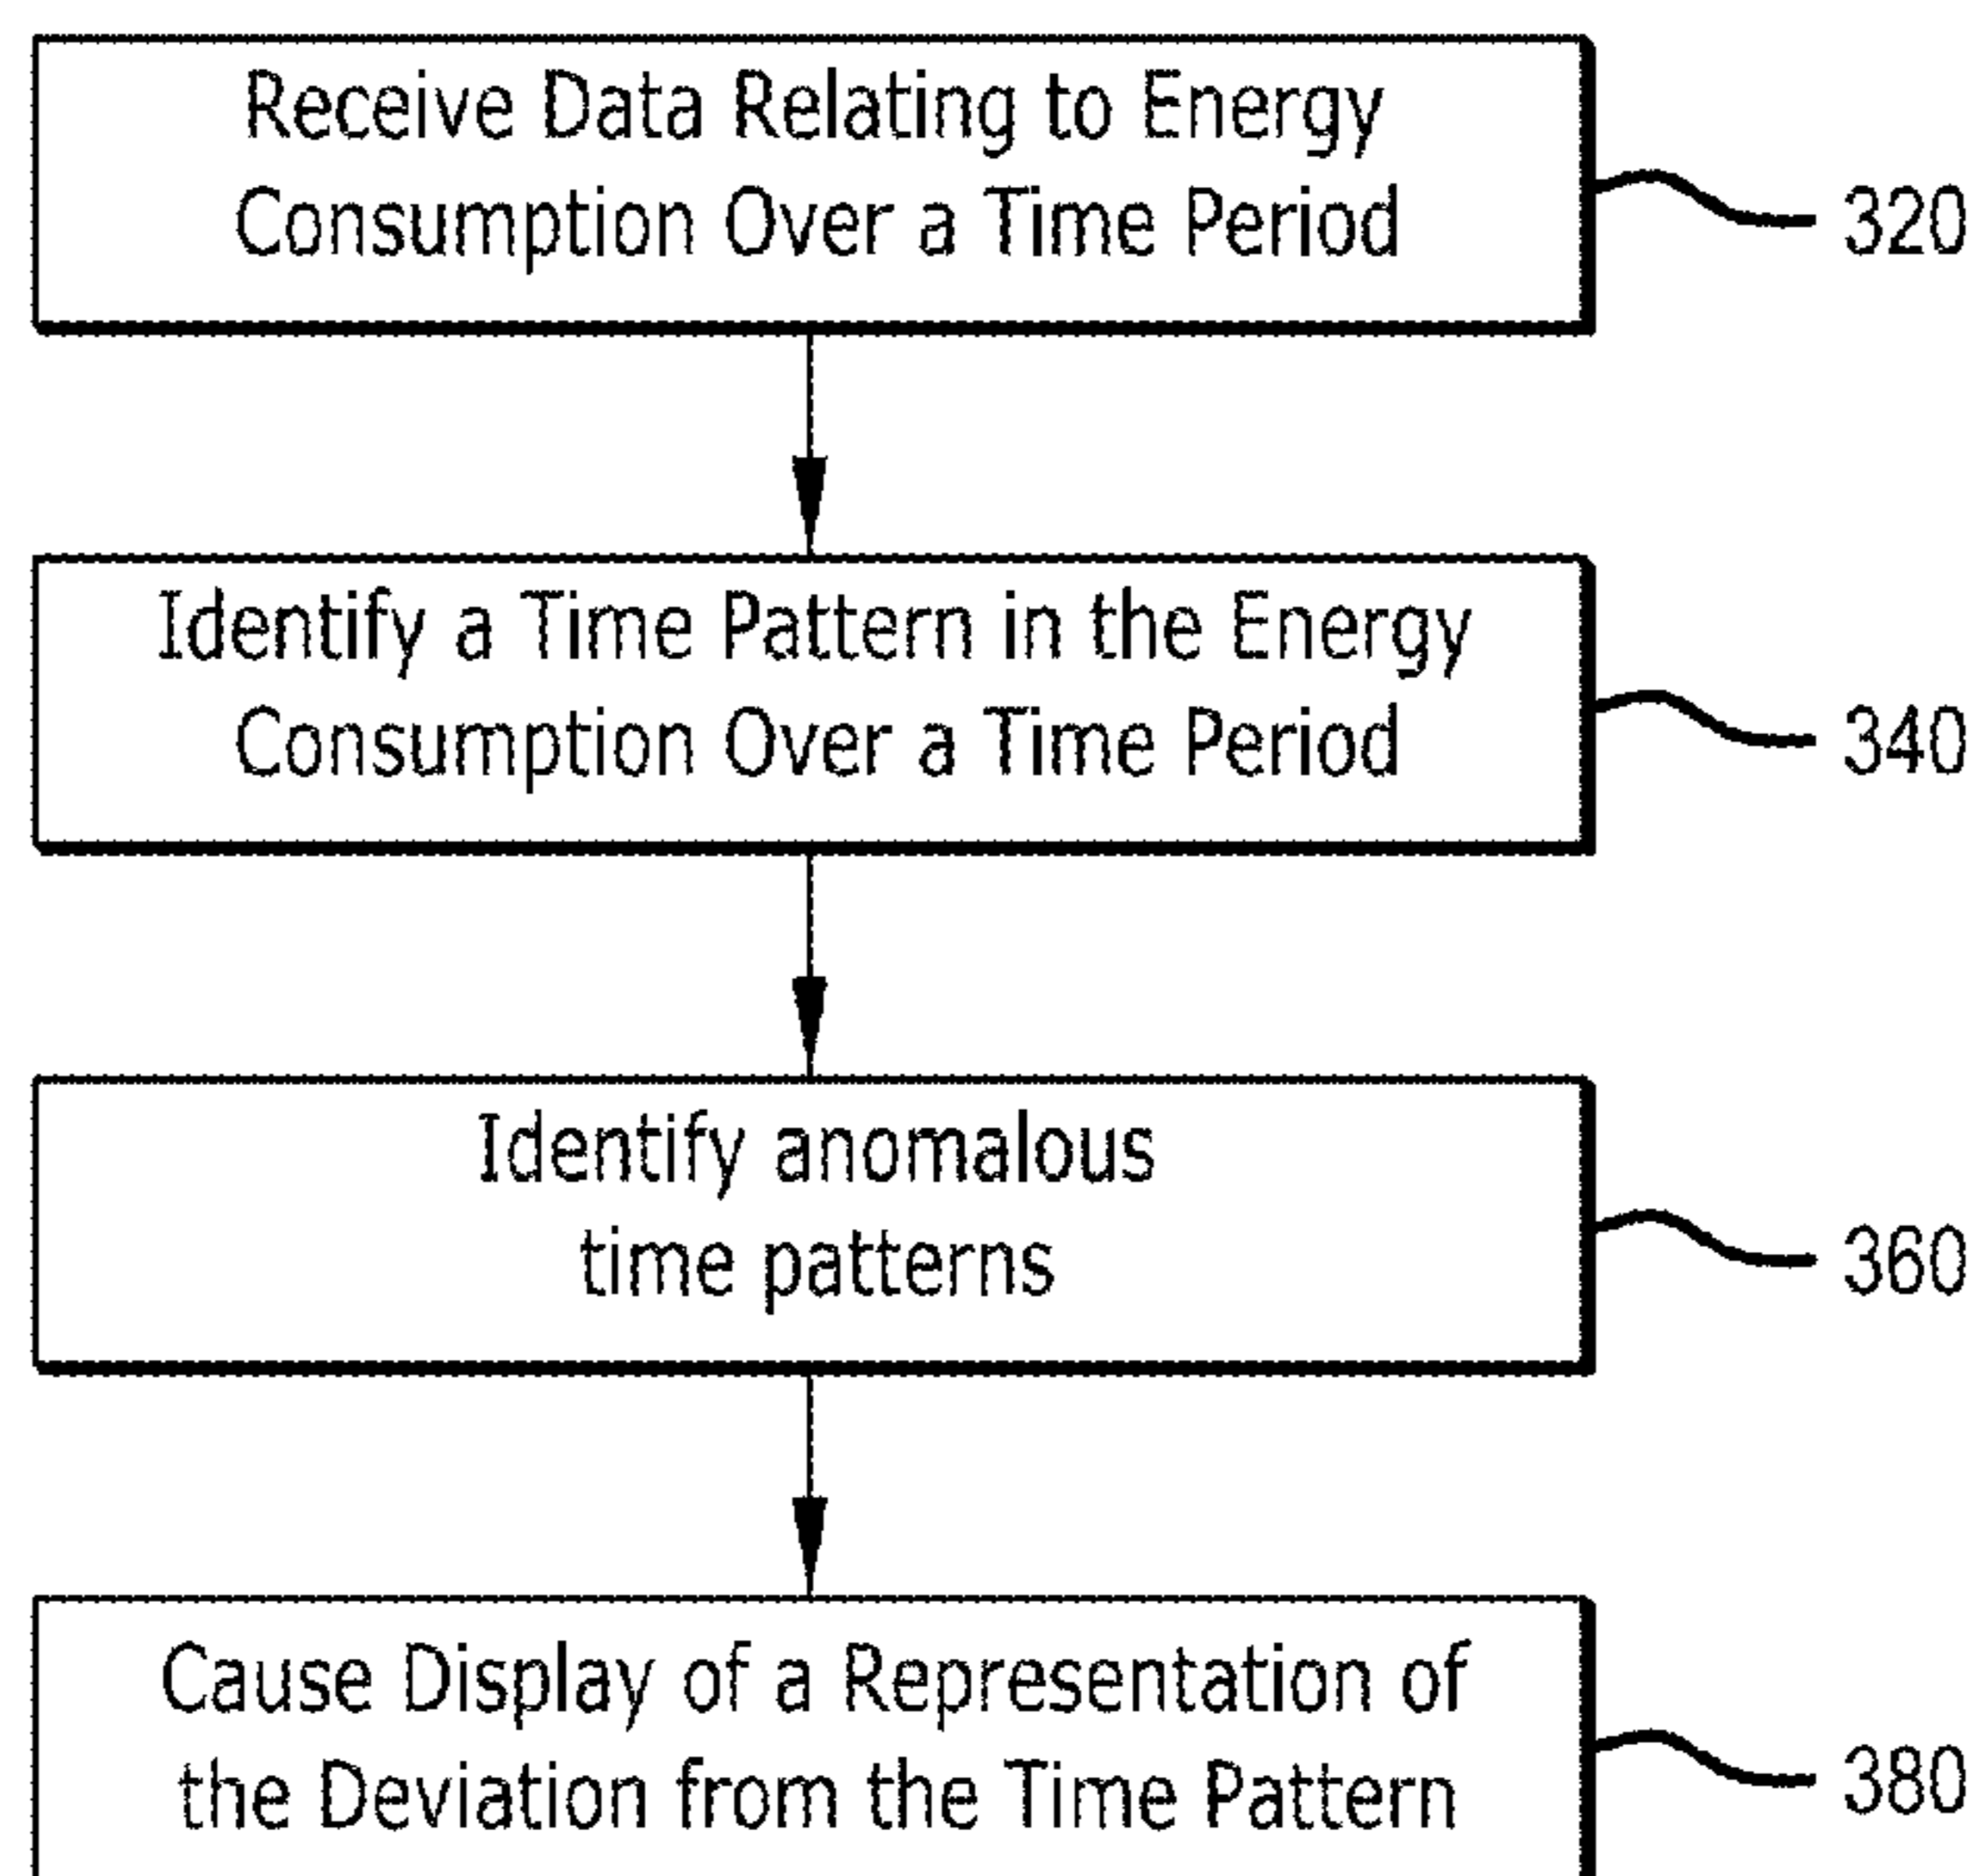 Receive Data Relating to Energy
Consumption Over a Time Period
320
Identify a Time Pattern in the Energy
Consumption Over a Time Period
340
Identify anomalous
time patterns
360
Cause Display of a Representation of
the Deviation from the Time Pattern
380